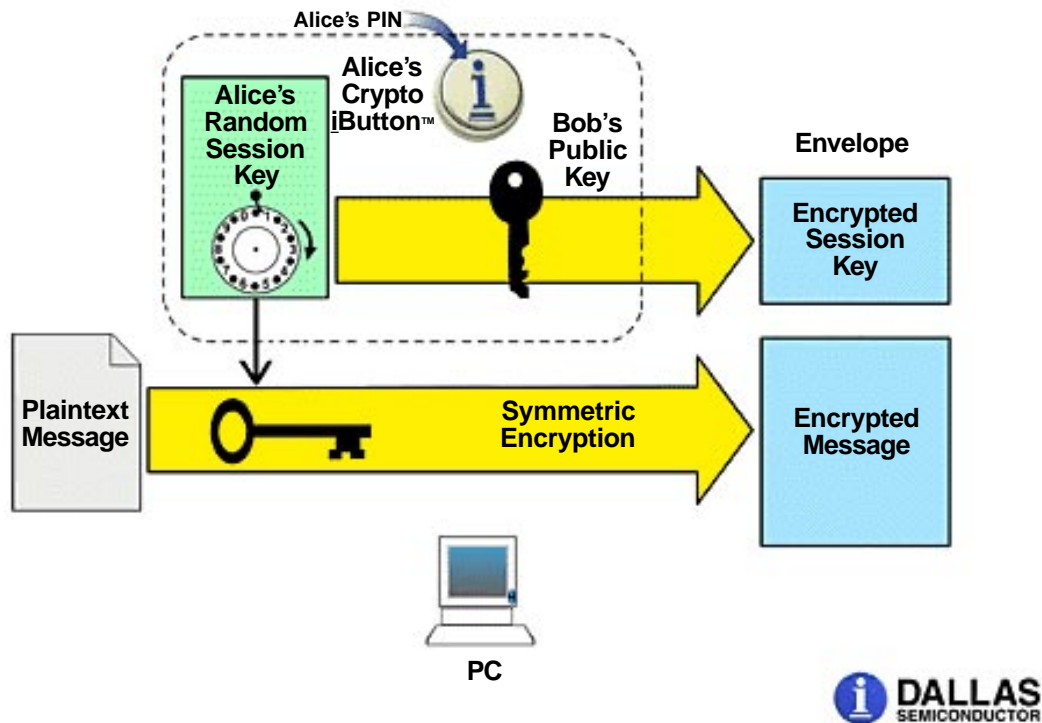 Alice's PIN
Alice's
Crypto
iButton™
Alice's
Random
Session
Key
Bob's
Public
Key
Envelope
Encrypted
Session
Key
Plaintext
Message
Symmetric
Encryption
Encrypted
Message
PC
DALLAS
SEMICONDUCTOR